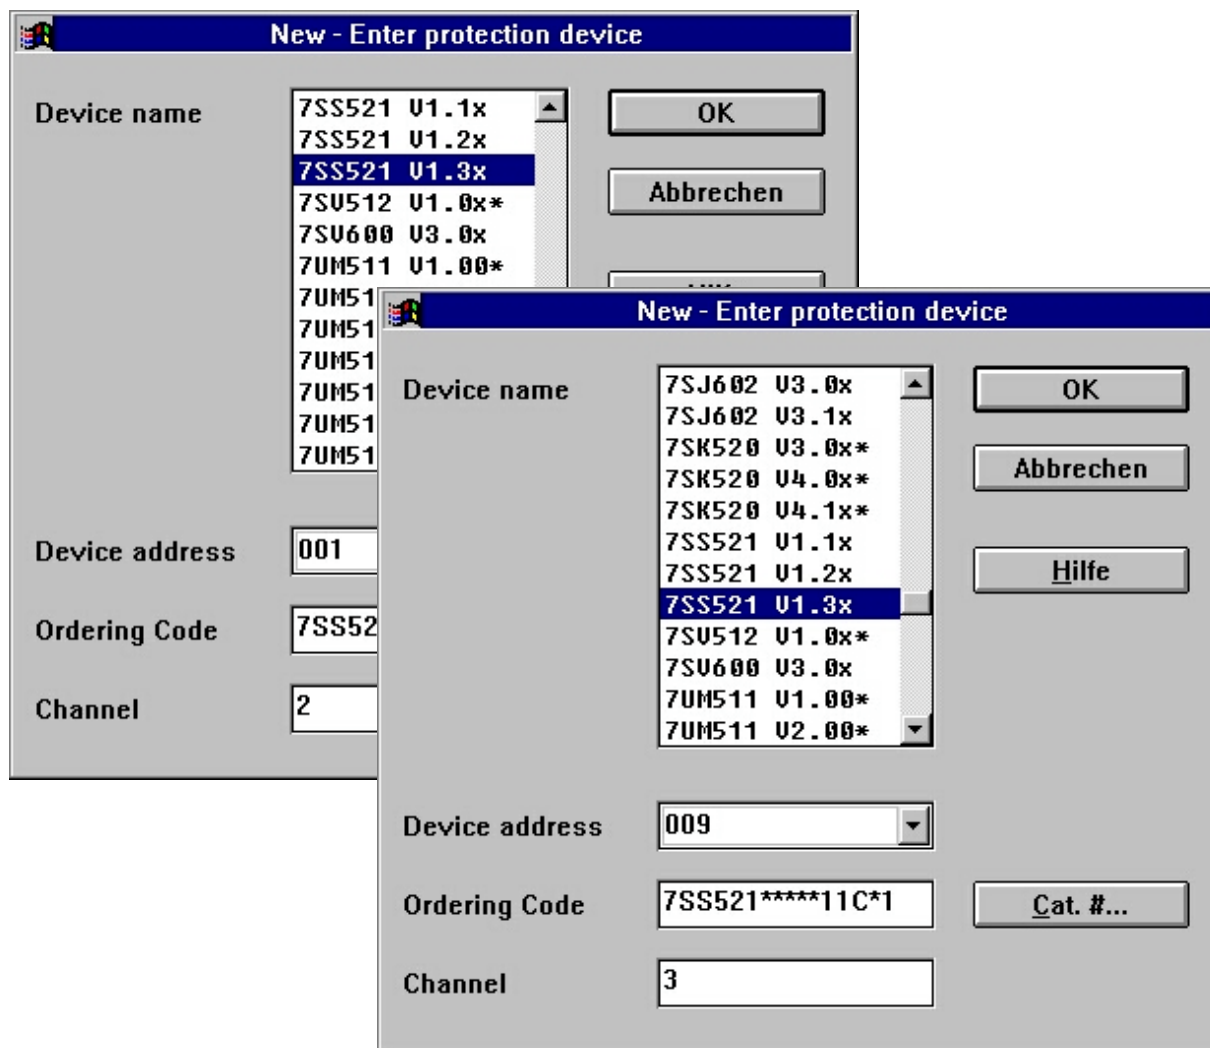 New - Enter protection device
Device name
7SS521 V1.1x
7SS521 V1.2x
7SS521 V1.3x
7SV512 V1.0x*
7SV600 V3.0x
7UM511 V1.00*
7UM51
7UM51
7UM51
7UM51
7UM51
7UM51
OK
Abbrechen
Device address
001
Ordering Code
7SS52
Channel
2
New - Enter protection device
Device name
7SJ602 V3.0x
7SJ602 V3.1x
7SK520 V3.0x*
7SK520 V4.0x*
7SK520 V4.1x*
7SS521 V1.1x
7SS521 V1.2x
7SS521 V1.3x
7SV512 V1.0x*
7SV600 V3.0x
7UM511 V1.00*
7UM511 V2.00*
OK
Abbrechen
Hilfe
Device address
009
Ordering Code
7SS521*****11C*1
Cat. #...
Channel
3